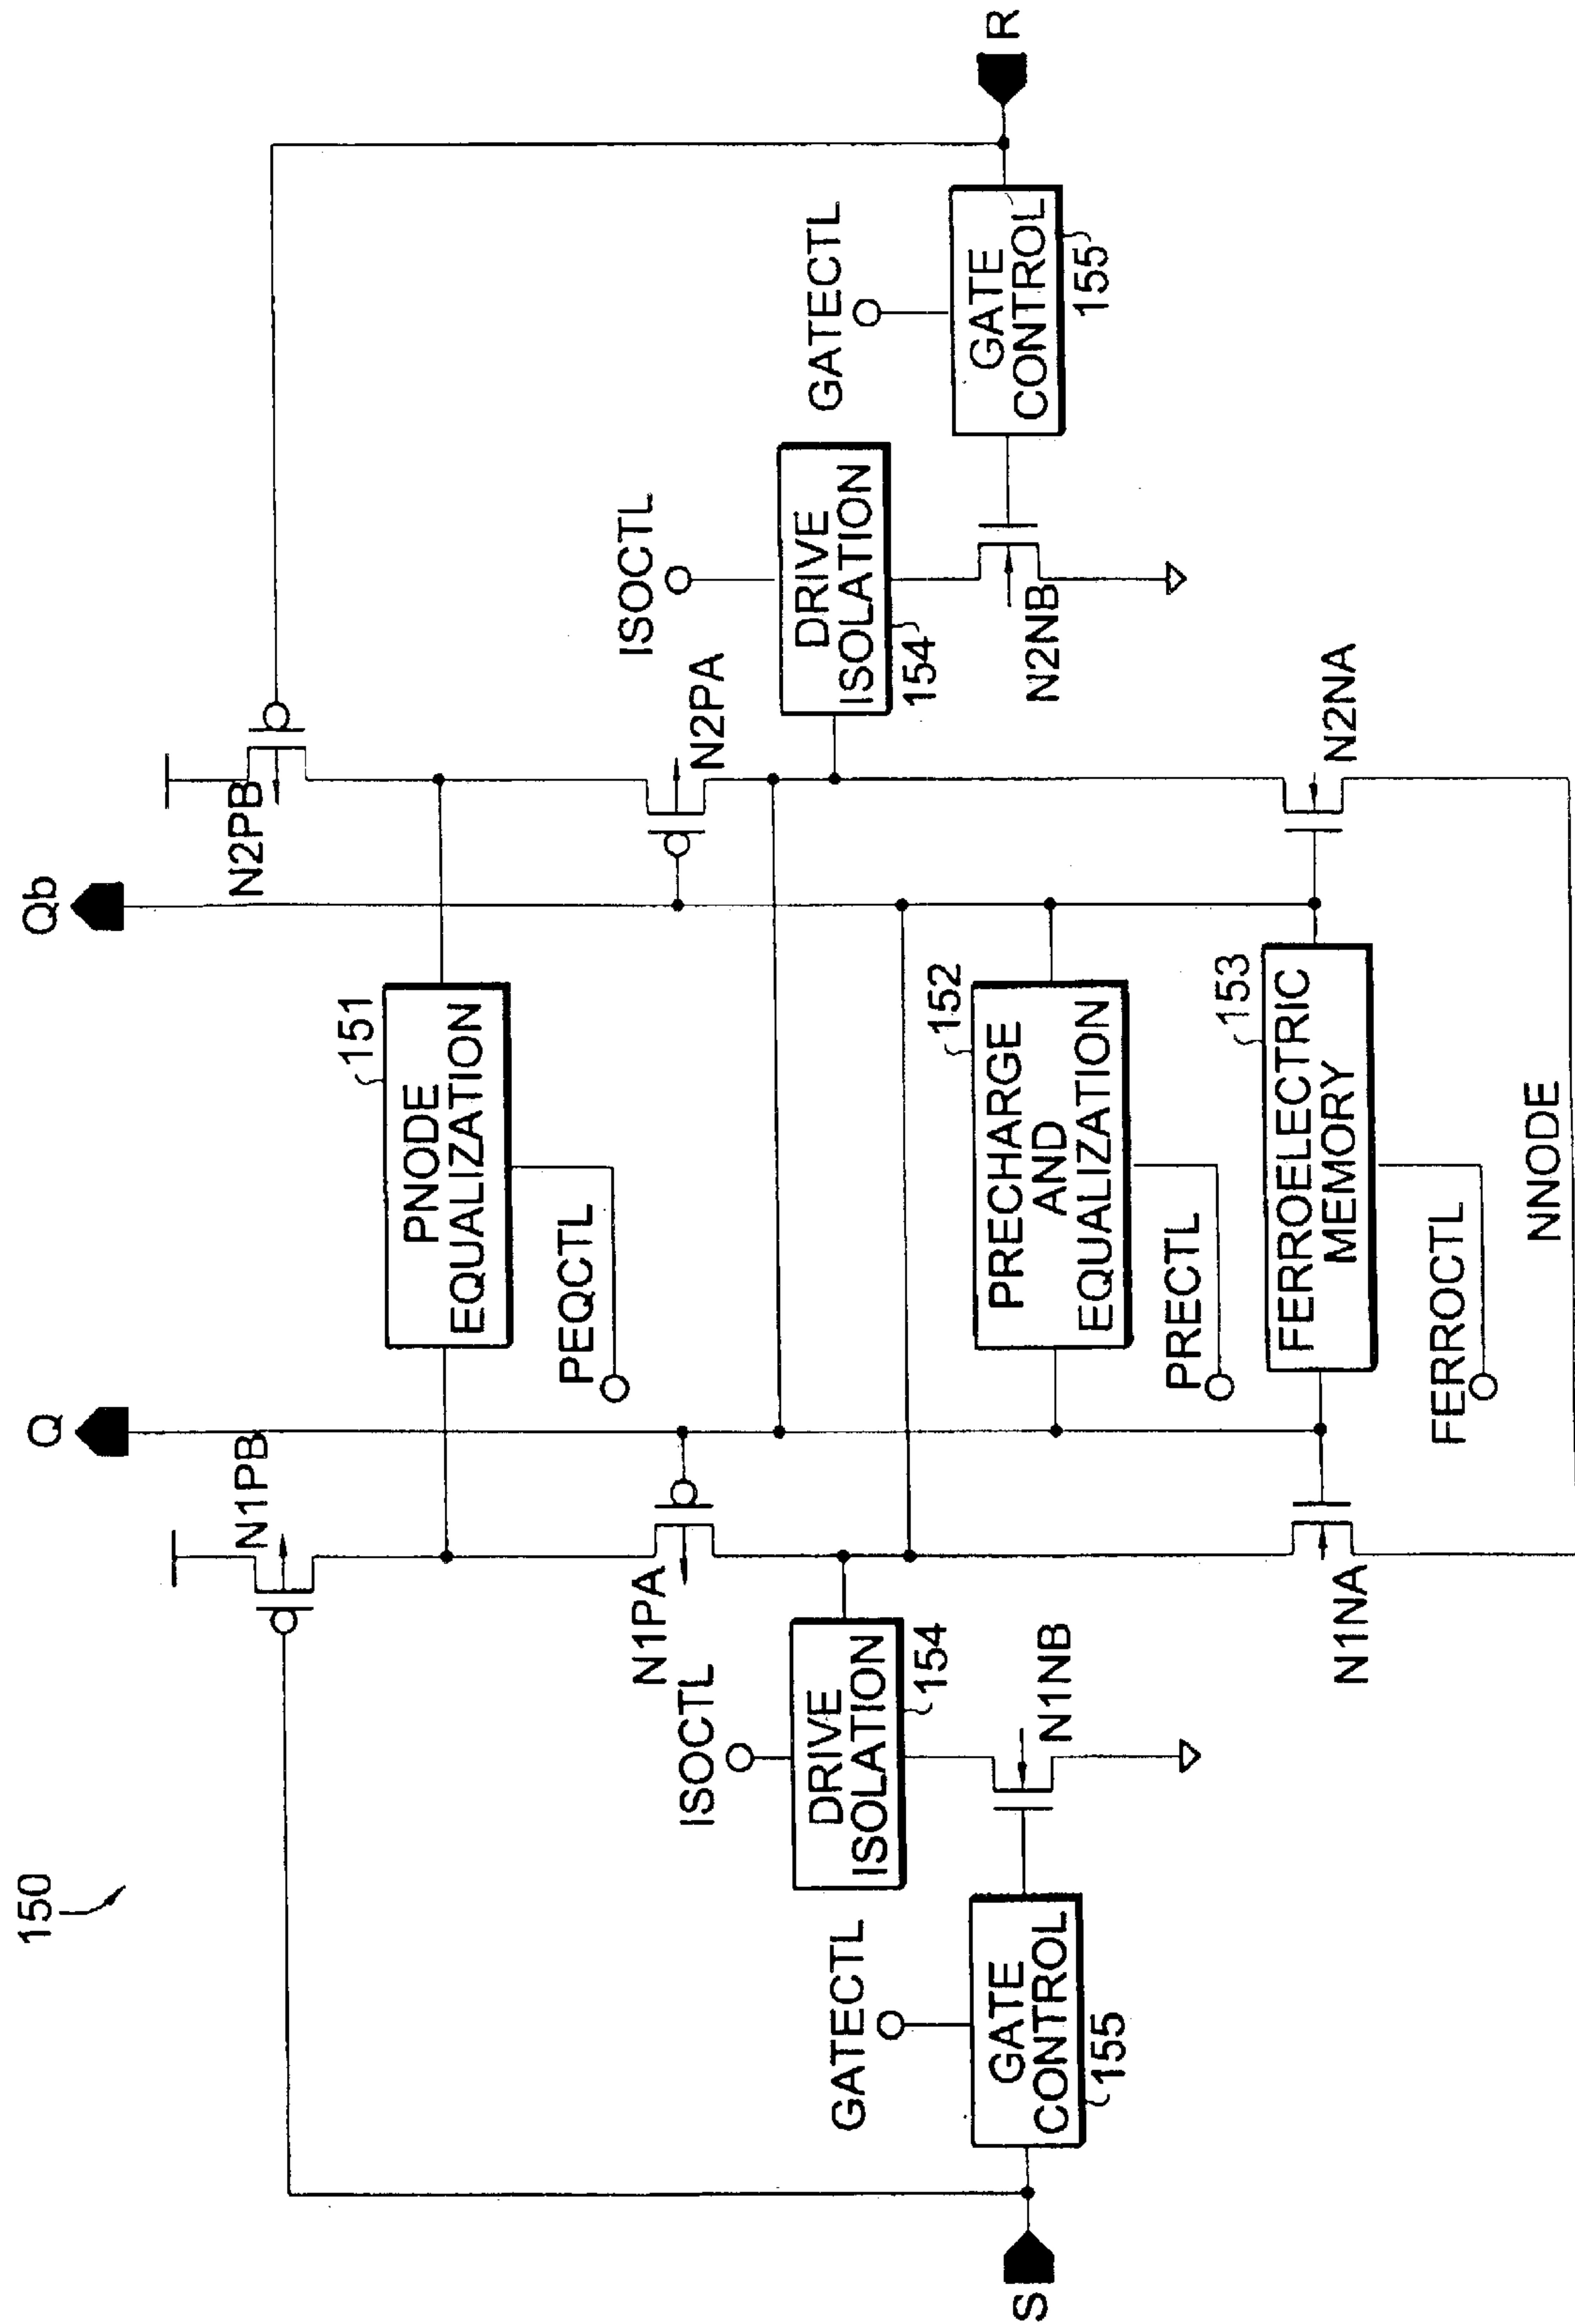 150
Q
Qb
N1PB
N2PB
PNODE
EQUALIZATION
151
PEQCTL
N1PA
N2PA
ISOCTL
ISOCTL
DRIVE
ISOLATION
154
DRIVE
ISOLATION
154
GATECTL
GATECTL
GATE
CONTROL
155
GATE
CONTROL
155
N1NB
N2NB
PRECHARGE
AND
EQUALIZATION
152
PRECTL
S
R
FERROELECTRIC
MEMORY
153
FERROCTL
N1NA
N2NA
NNODE